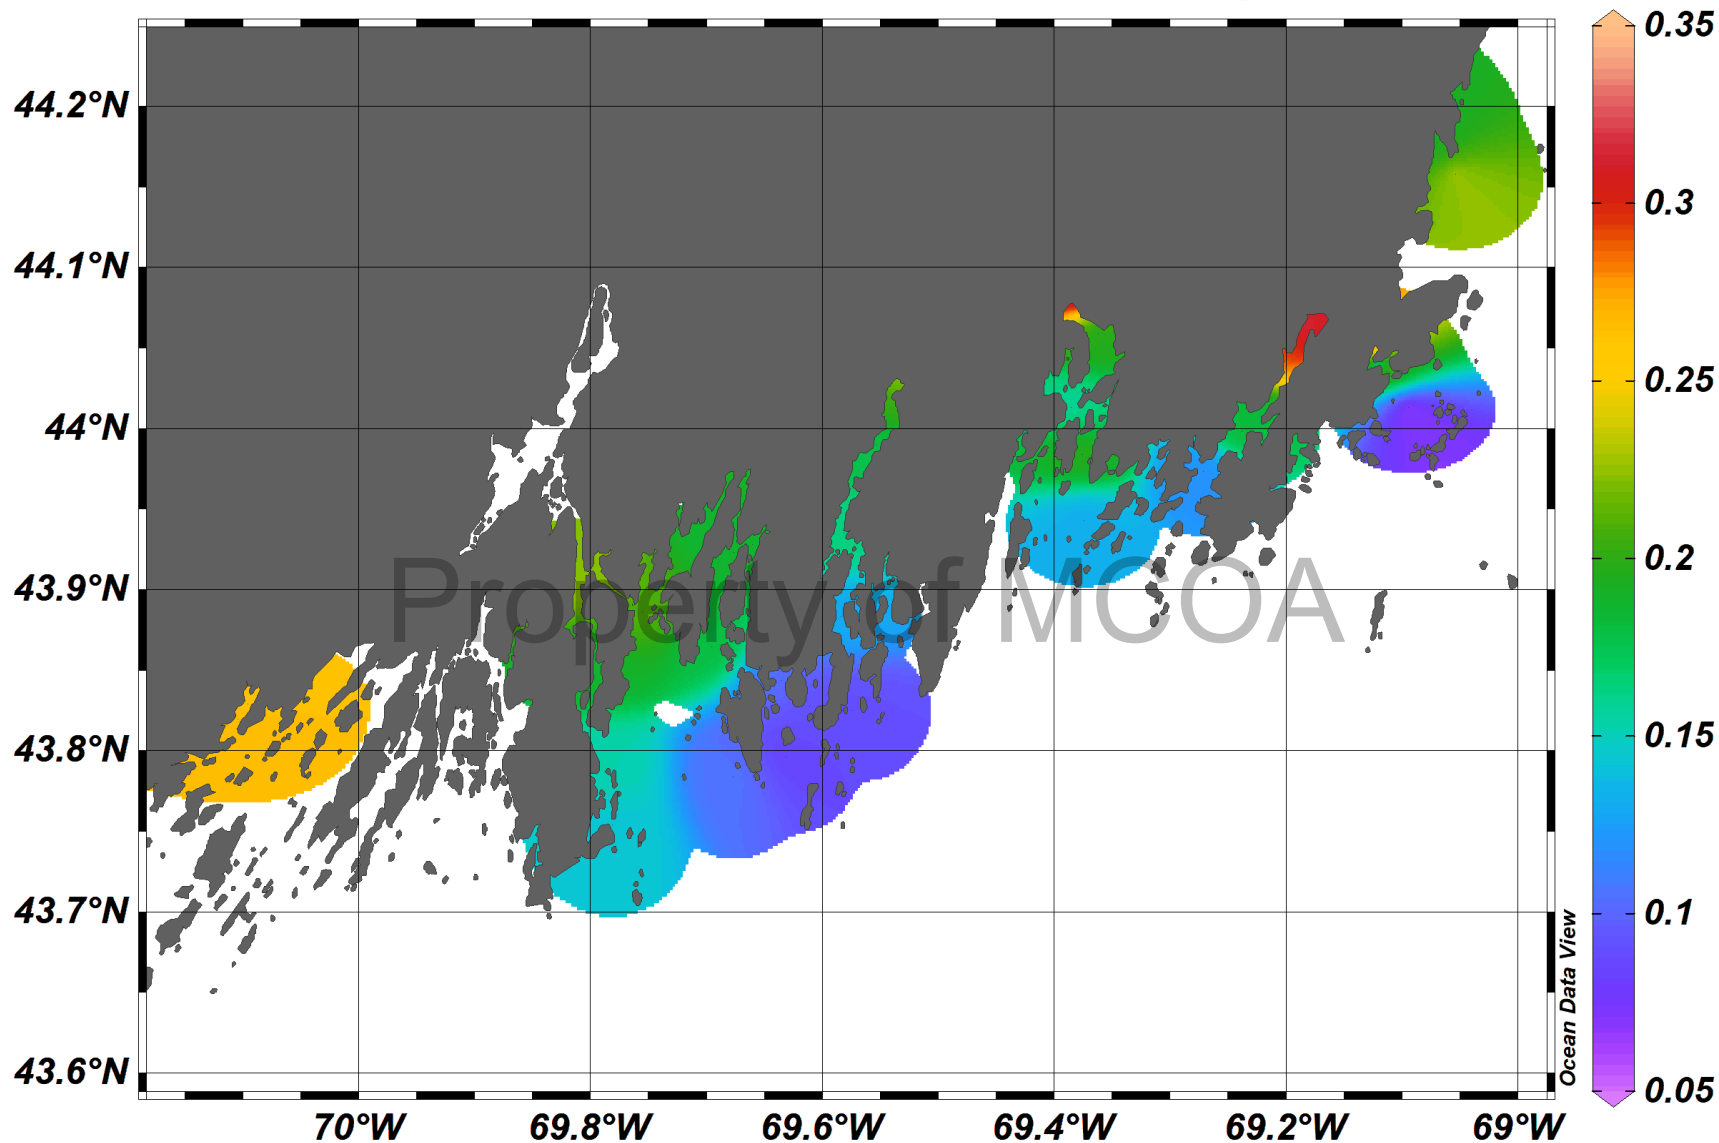 44.2°N
44.1°N
44°N
43.9°N
43.8°N
43.7°N
43.6°N
70°W 69.8°W 69.6°W 69.4°W 69.2°W 69°W
Property of MCOA
Ocean Data View
0.35
0.3
0.25
0.2
0.15
0.1
0.05